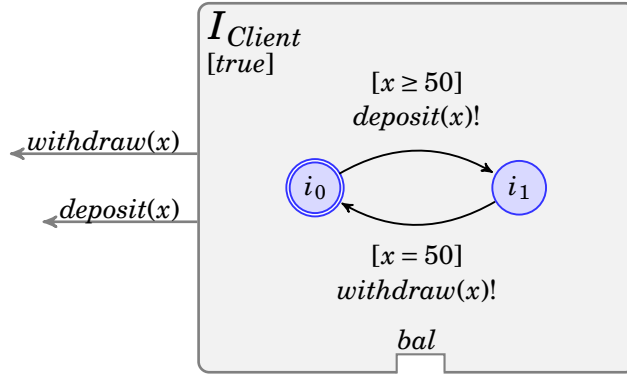 I_Client
[true]
[x ≥ 50]
deposit(x)!
withdraw(x)
i_0
i_1
deposit(x)
[x = 50]
withdraw(x)!
bal